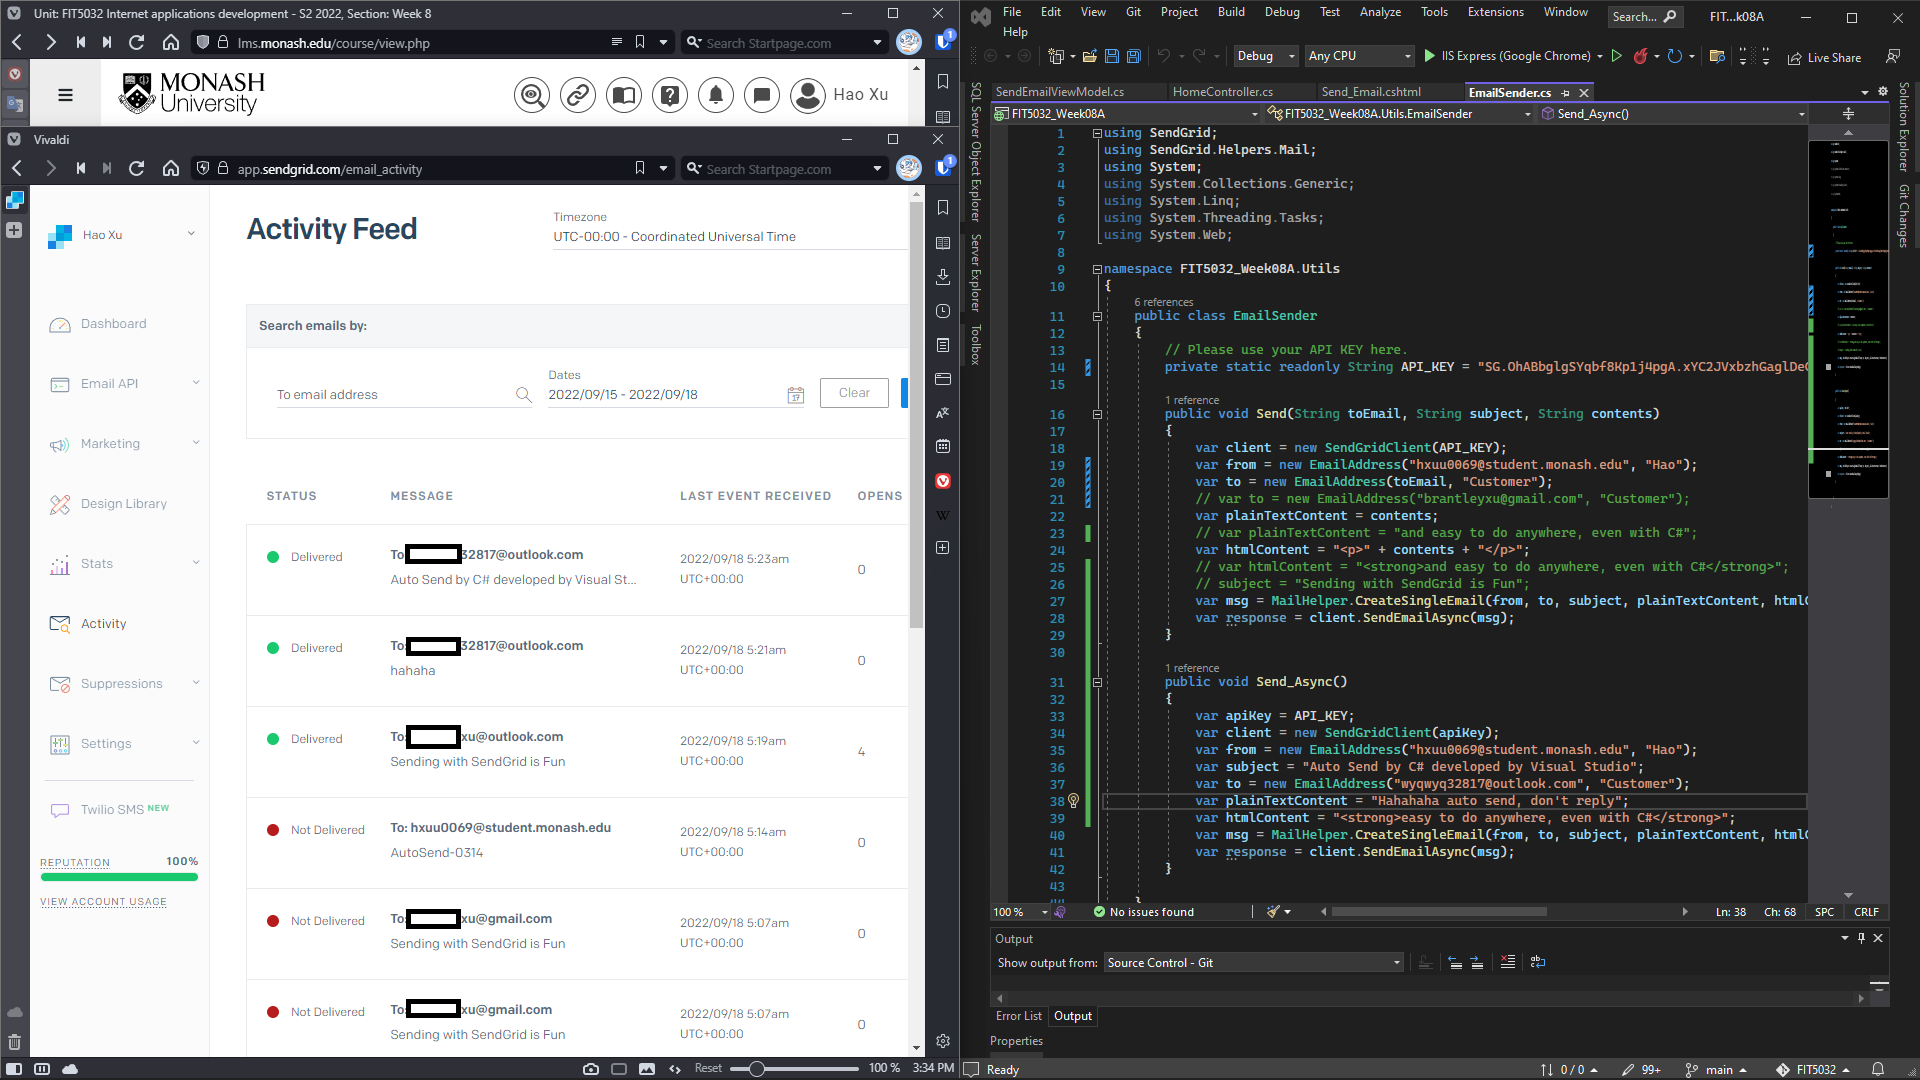 Unit: FIT5032 Internet applications development - S2 2022, Section: Week 8
lms.monash.edu/course/view.php
Search Startpage.com
1
MONASH University
Hao Xu
Vivaldi
app.sendgrid.com/email_activity
Search Startpage.com
1
Hao Xu
Dashboard
Email API
Marketing
Design Library
Stats
Activity
Suppressions
Settings
Twilio SMS NEW
REPUTATION 100%
VIEW ACCOUNT USAGE
Activity Feed
Timezone
UTC-00:00 - Coordinated Universal Time
Search emails by:
To email address
Dates
2022/09/15 - 2022/09/18
Clear
STATUS MESSAGE LAST EVENT RECEIVED OPENS
Delivered To: 32817@outlook.com 2022/09/18 5:23am 0
Auto Send by C# developed by Visual St... UTC+00:00
Delivered To: 32817@outlook.com 2022/09/18 5:21am 0
hahaha UTC+00:00
Delivered To: xu@outlook.com 2022/09/18 5:19am 4
Sending with SendGrid is Fun UTC+00:00
Not Delivered To: hxuu0069@student.monash.edu 2022/09/18 5:14am 0
AutoSend-0314 UTC+00:00
Not Delivered To: xu@gmail.com 2022/09/18 5:07am 0
Sending with SendGrid is Fun UTC+00:00
Not Delivered To: xu@gmail.com 2022/09/18 5:07am 0
Sending with SendGrid is Fun UTC+00:00
Reset 100 % 3:34 PM
File Edit View Git Project Build Debug Test Analyze Tools Extensions Window Search... FIT...k08A
Help
Debug Any CPU IIS Express (Google Chrome) Live Share
SQL Server Object Explorer
Server Explorer
Toolbox
SendEmailViewModel.cs HomeController.cs Send_Email.cshtml EmailSender.cs
FIT5032_Week08A FIT5032_Week08A.Utils.EmailSender Send_Async()
1 using SendGrid;
2 using SendGrid.Helpers.Mail;
3 using System;
4 using System.Collections.Generic;
5 using System.Linq;
6 using System.Threading.Tasks;
7 using System.Web;
8
9 namespace FIT5032_Week08A.Utils
10 {
6 references
11 public class EmailSender
12 {
13 // Please use your API KEY here.
14 private static readonly String API_KEY = "SG.OhABbglgSYqbf8Kp1j4pgA.xYC2JVxbzhGaglDe
15
1 reference
16 public void Send(String toEmail, String subject, String contents)
17 {
18 var client = new SendGridClient(API_KEY);
19 var from = new EmailAddress("hxuu0069@student.monash.edu", "Hao");
20 var to = new EmailAddress(toEmail, "Customer");
21 // var to = new EmailAddress("brantleyxu@gmail.com", "Customer");
22 var plainTextContent = contents;
23 // var plainTextContent = "and easy to do anywhere, even with C#";
24 var htmlContent = "<p>" + contents + "</p>";
25 // var htmlContent = "<strong>and easy to do anywhere, even with C#</strong>";
26 // subject = "Sending with SendGrid is Fun";
27 var msg = MailHelper.CreateSingleEmail(from, to, subject, plainTextContent, htmlC
28 var response = client.SendEmailAsync(msg);
29 }
30
1 reference
31 public void Send_Async()
32 {
33 var apiKey = API_KEY;
34 var client = new SendGridClient(apiKey);
35 var from = new EmailAddress("hxuu0069@student.monash.edu", "Hao");
36 var subject = "Auto Send by C# developed by Visual Studio";
37 var to = new EmailAddress("wyqwyq32817@outlook.com", "Customer");
38 var plainTextContent = "Hahahaha auto send, don't reply";
39 var htmlContent = "<strong>easy to do anywhere, even with C#</strong>";
40 var msg = MailHelper.CreateSingleEmail(from, to, subject, plainTextContent, htmlC
41 var response = client.SendEmailAsync(msg);
42 }
43
Solution Explorer
Git Changes
100 % No issues found Ln: 38 Ch: 68 SPC CRLF
Output
Show output from: Source Control - Git
Error List Output
Properties
Ready 0 / 0 99+ main FIT5032